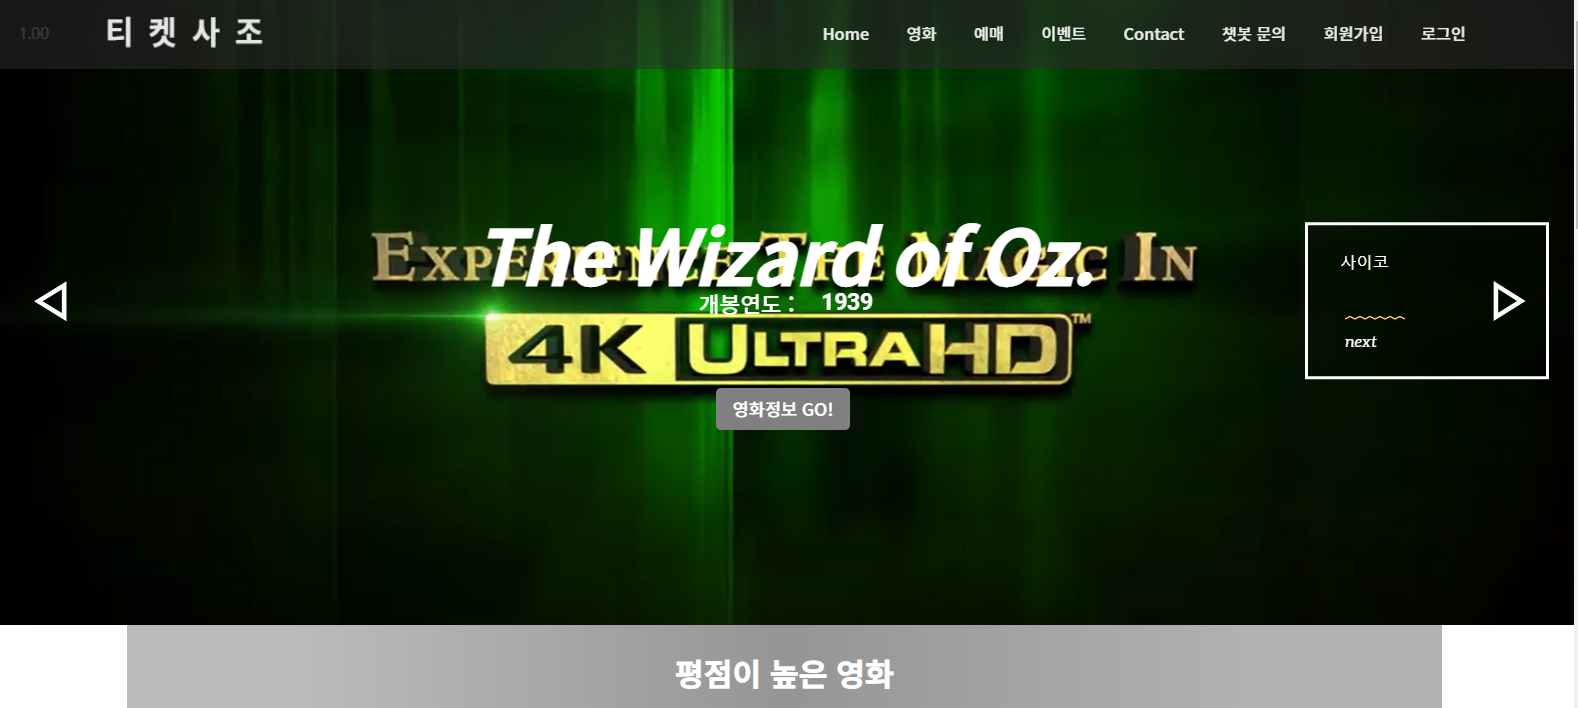 1.00
티켓사조
Home 영화 예매 이벤트 Contact 챗봇 문의 회원가입 로그인
EXPERIENCE THE MAGIC IN
The Wizard of Oz.
개봉연도 : 1939
4K ULTRA HD™
영화정보 GO!
사이코
next
평점이 높은 영화